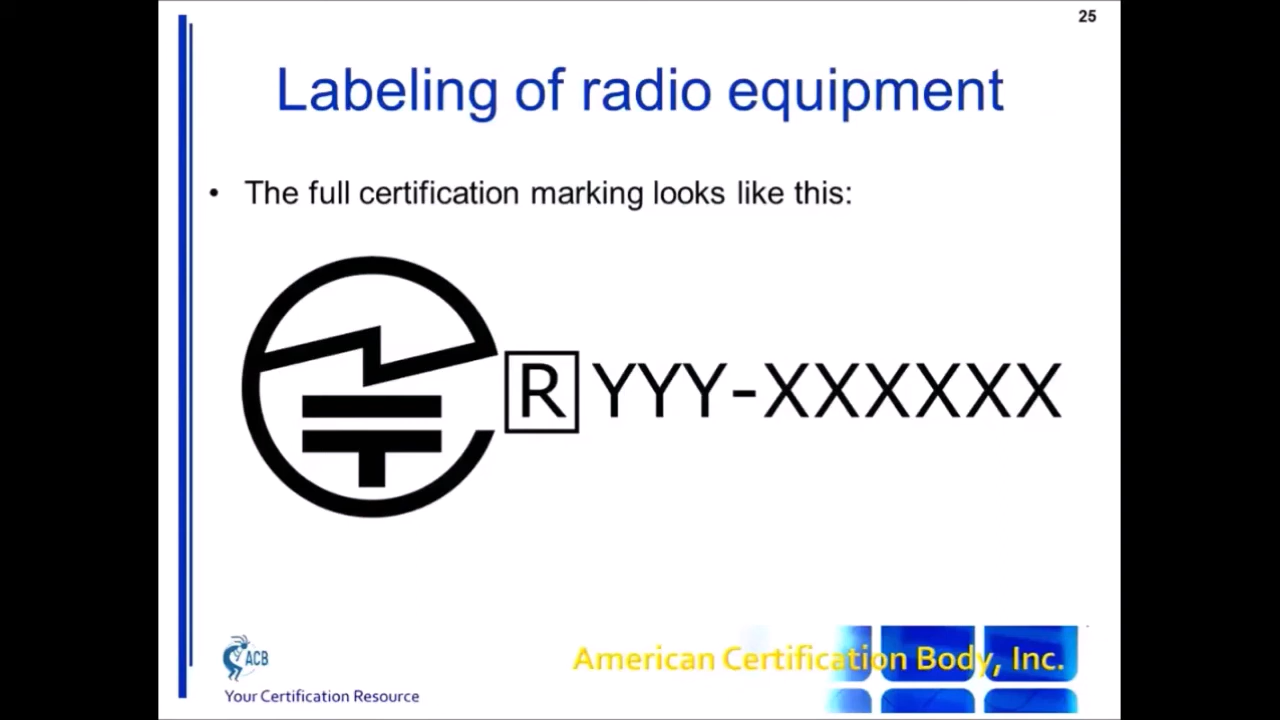 25
Labeling of radio equipment
• The full certification marking looks like this:
R YYY-XXXXXX
ACB
American Certification Body, Inc.
Your Certification Resource